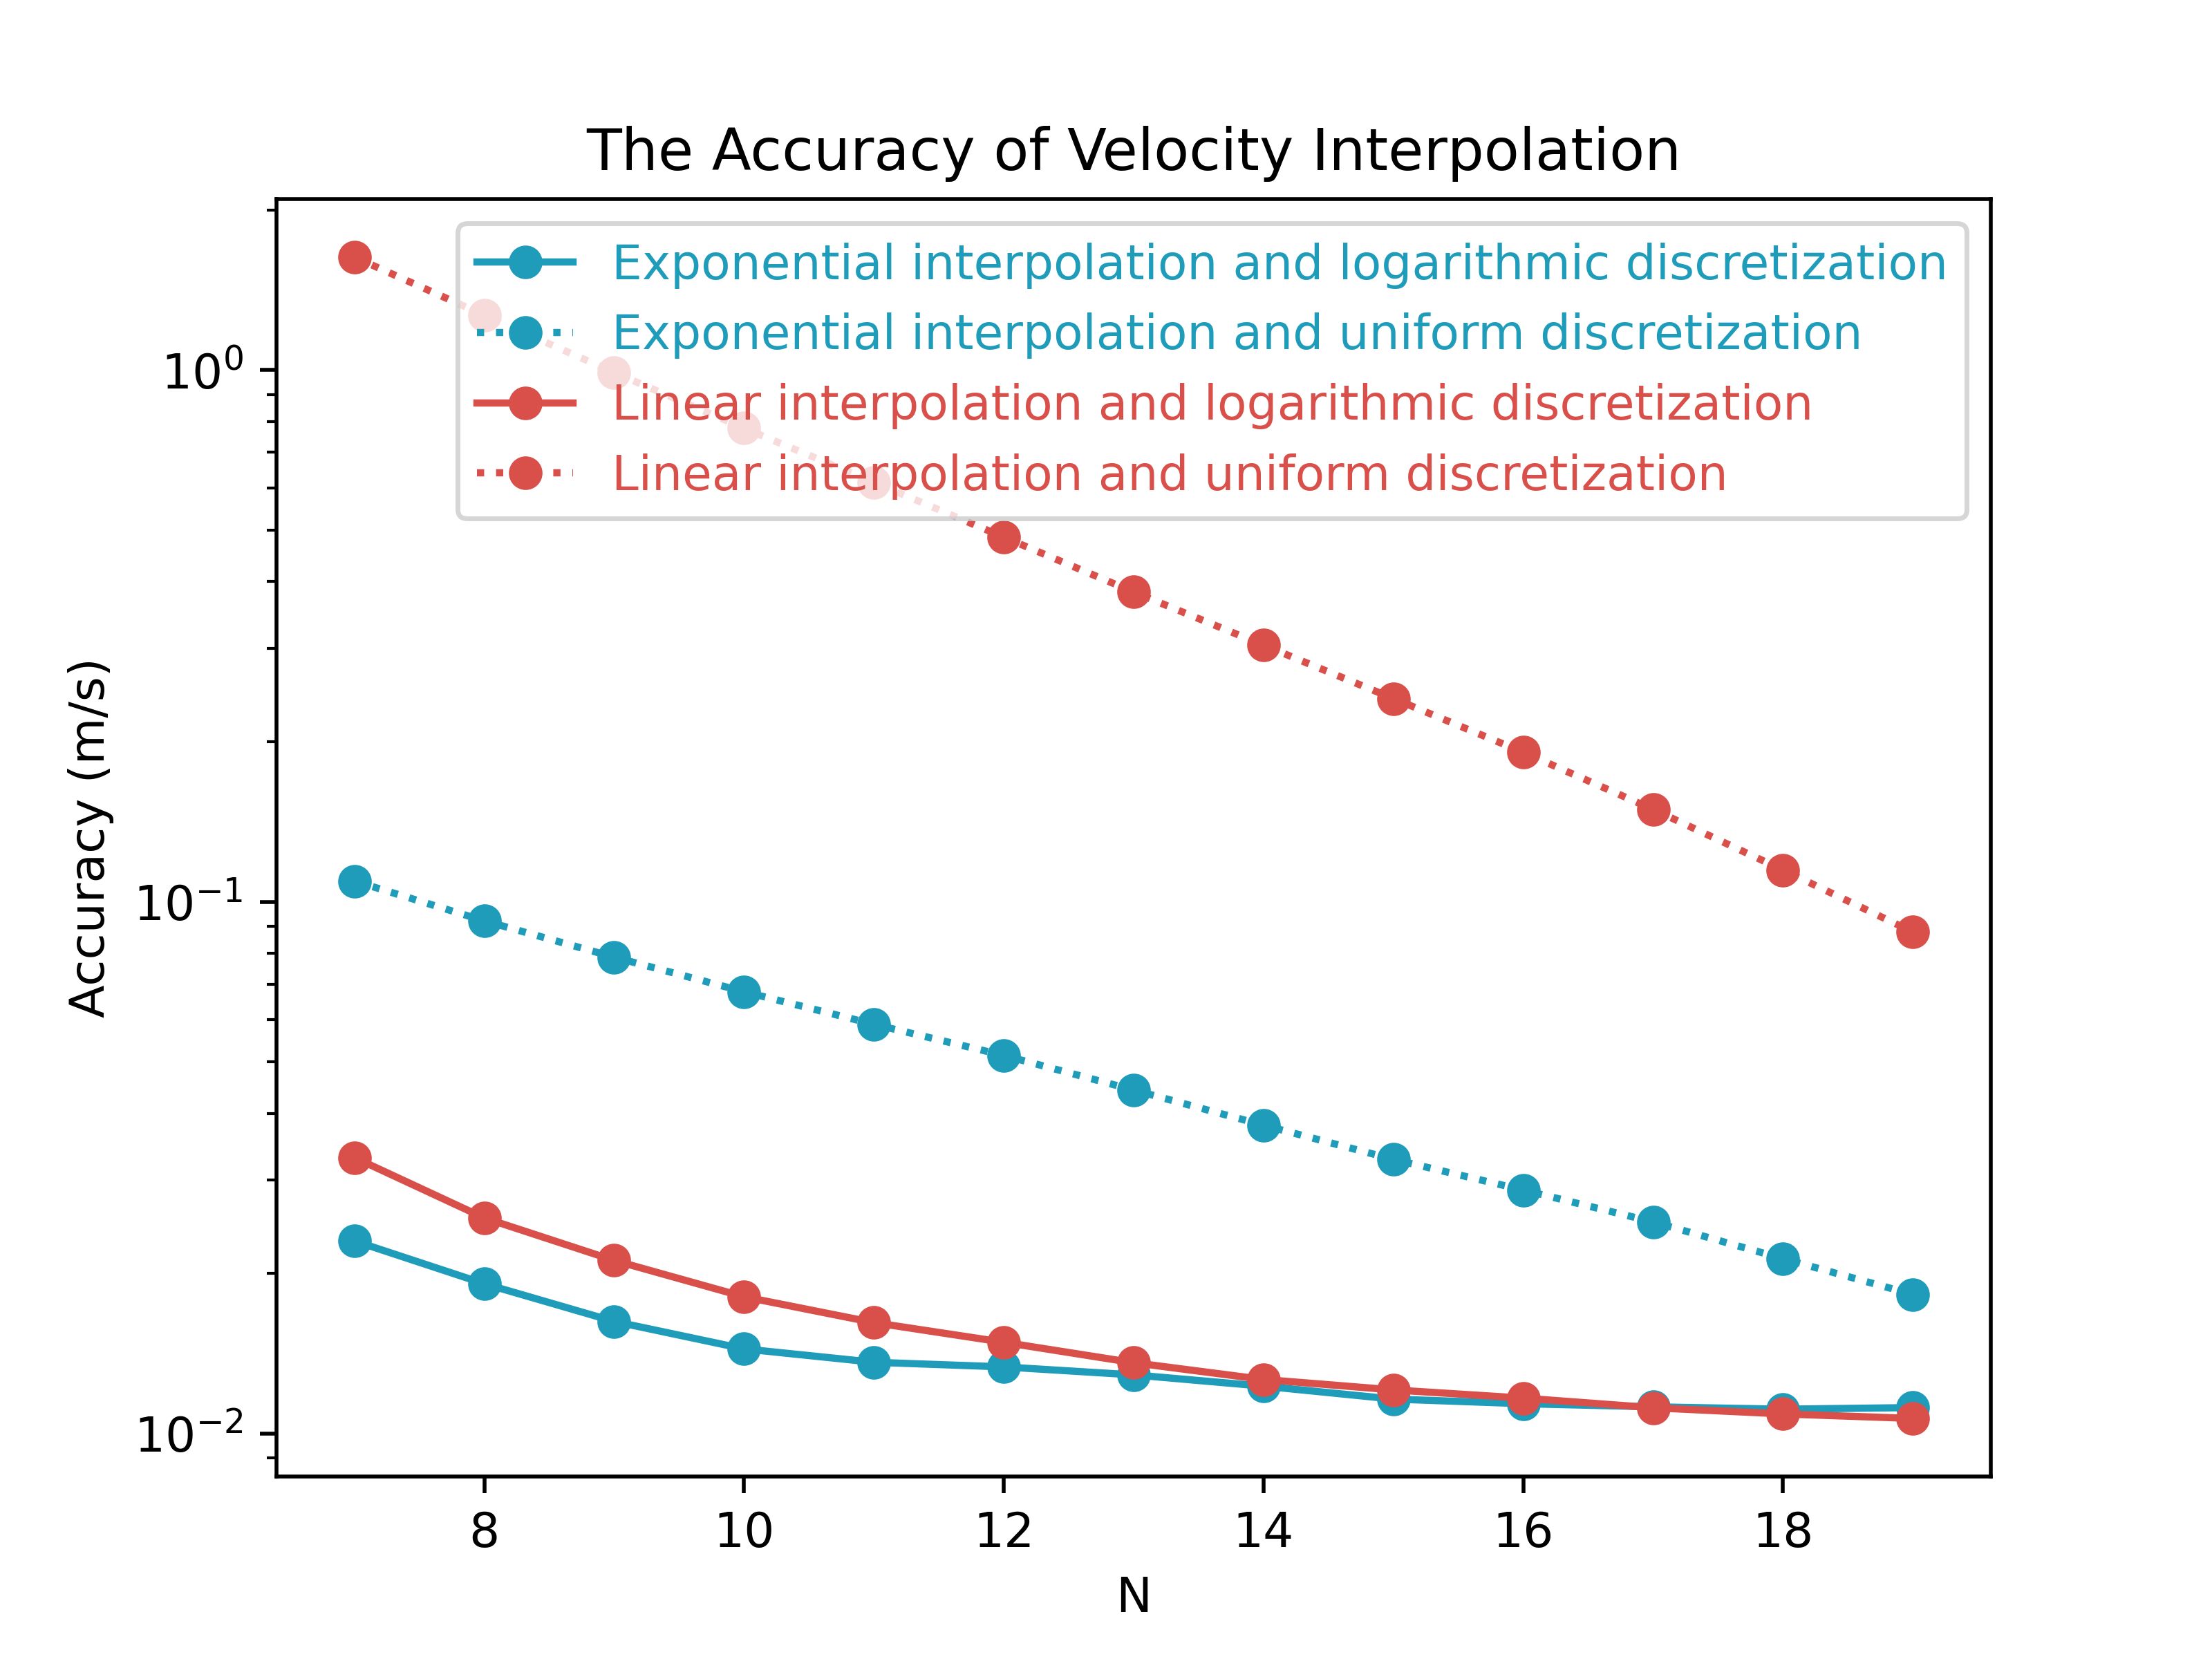 The Accuracy of Velocity Interpolation
Exponential interpolation and logarithmic discretization
Exponential interpolation and uniform discretization
Linear interpolation and logarithmic discretization
Linear interpolation and uniform discretization
Accuracy (m/s)
10⁰
10⁻¹
10⁻²
8 10 12 14 16 18
N